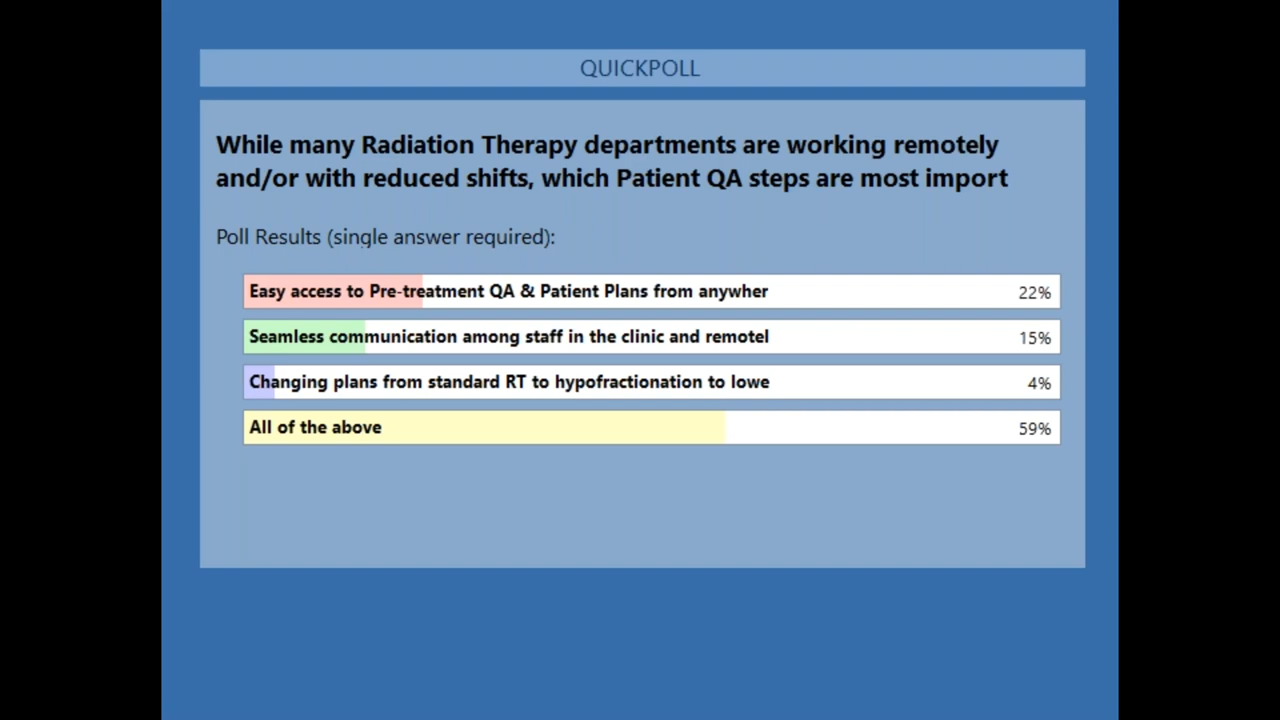 QUICKPOLL
While many Radiation Therapy departments are working remotely
and/or with reduced shifts, which Patient QA steps are most import
Poll Results (single answer required):
Easy access to Pre-treatment QA & Patient Plans from anywher 22%
Seamless communication among staff in the clinic and remotel 15%
Changing plans from standard RT to hypofractionation to lowe 4%
All of the above 59%